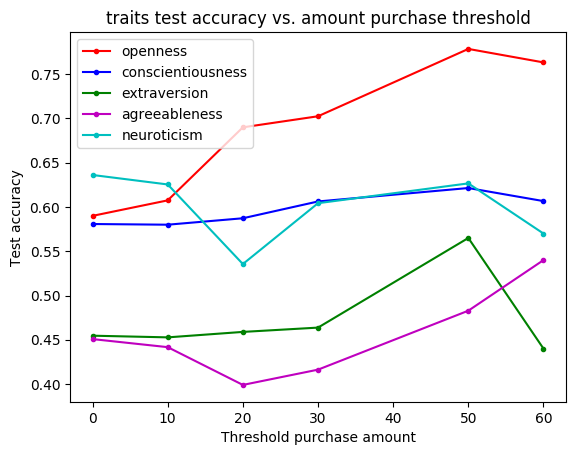 traits test accuracy vs. amount purchase threshold
openness
conscientiousness
extraversion
agreeableness
neuroticism
Test accuracy
0.75
0.70
0.65
0.60
0.55
0.50
0.45
0.40
0 10 20 30 40 50 60
Threshold purchase amount